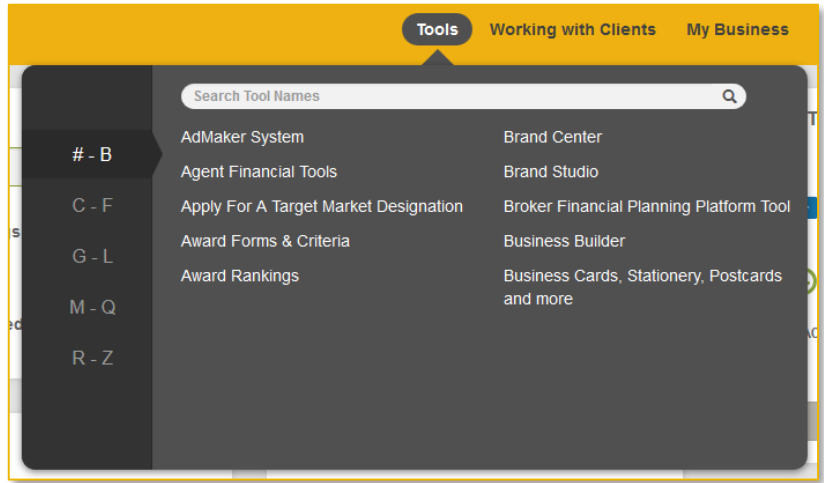 Tools Working with Clients My Business
Search Tool Names
# - B
C - F
G - L
M - Q
R - Z
AdMaker System
Agent Financial Tools
Apply For A Target Market Designation
Award Forms & Criteria
Award Rankings
Brand Center
Brand Studio
Broker Financial Planning Platform Tool
Business Builder
Business Cards, Stationery, Postcards
and more